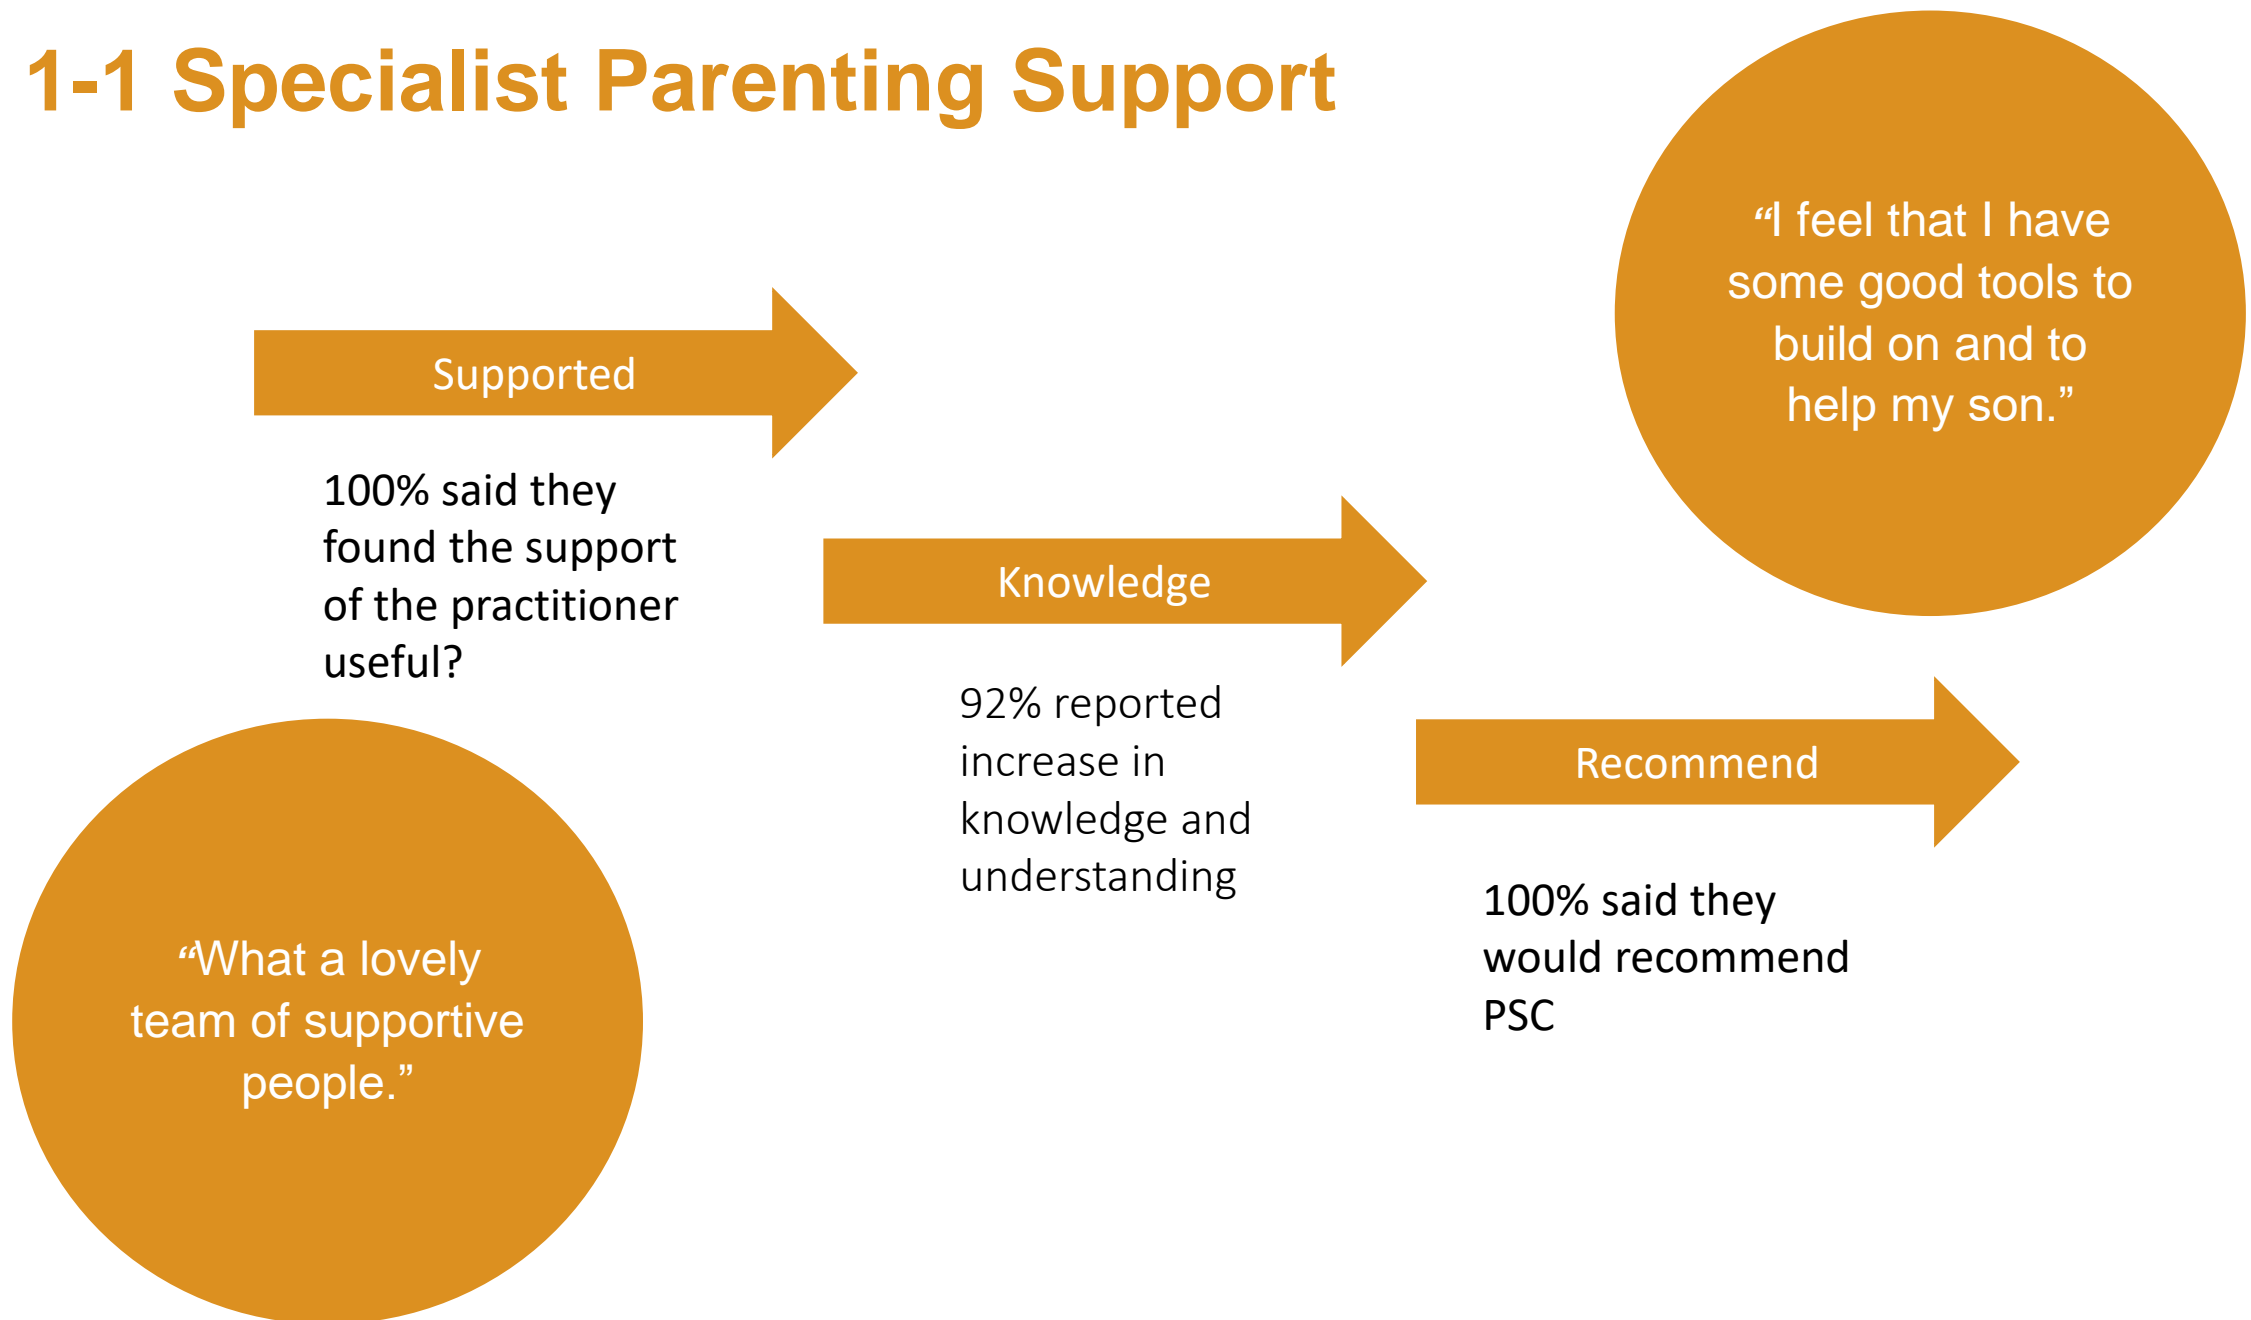 1-1 Specialist Parenting Support
“I feel that I have
some good tools to
build on and to
help my son.”
Supported
100% said they
found the support
of the practitioner
useful?
Knowledge
92% reported
increase in
knowledge and
understanding
Recommend
100% said they
would recommend
PSC
“What a lovely
team of supportive
people.”